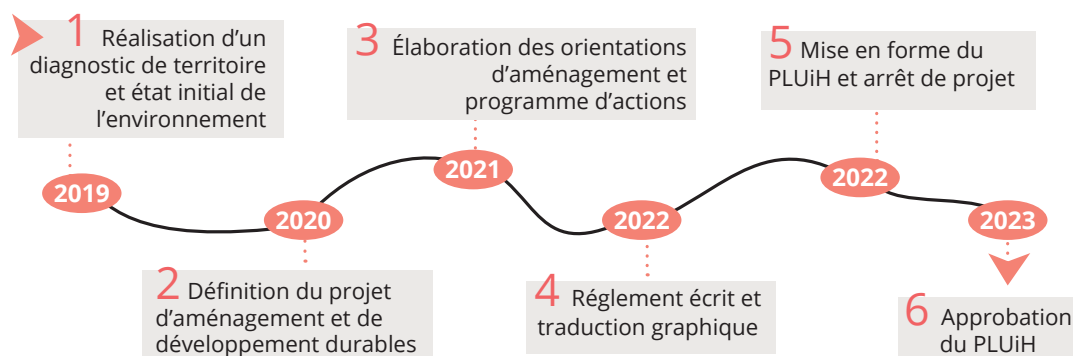 1 Réalisation d'un
diagnostic de territoire
et état initial de
l'environnement
2019
2 Définition du projet
d'aménagement et de
développement durables
2020
3 Élaboration des orientations
d'aménagement et
programme d'actions
2021
4 Réglement écrit et
traduction graphique
2022
5 Mise en forme du
PLUiH et arrêt de projet
2022
6 Approbation
du PLUiH
2023